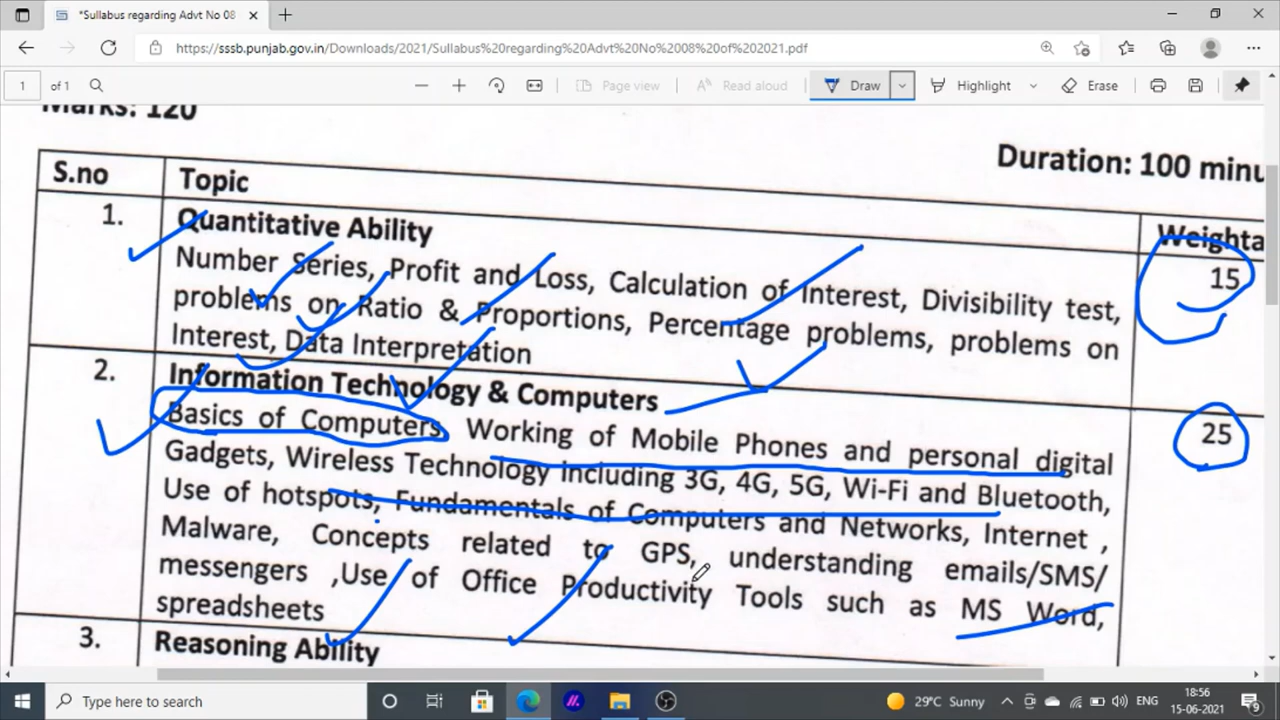 *Sullabus regarding Advt No 08
https://sssb.punjab.gov.in/Downloads/2021/Sullabus%20regarding%20Advt%20No%2008%20of%202021.pdf
1 of 1 Page view Read aloud Draw Highlight Erase
Marks: 120
Duration: 100 minu
S.no Topic Weighta
1. Quantitative Ability 15
Number Series, Profit and Loss, Calculation of Interest, Divisibility test,
problems on Ratio & Proportions, Percentage problems, problems on
Interest, Data Interpretation
2. Information Technology & Computers 25
Basics of Computers, Working of Mobile Phones and personal digital
Gadgets, Wireless Technology including 3G, 4G, 5G, Wi-Fi and Bluetooth,
Use of hotspots, Fundamentals of Computers and Networks, Internet ,
Malware, Concepts related to GPS, understanding emails/SMS/
messengers ,Use of Office Productivity Tools such as MS Word,
spreadsheets
3. Reasoning Ability
Type here to search
29°C Sunny
ENG
18:56
15-06-2021
9